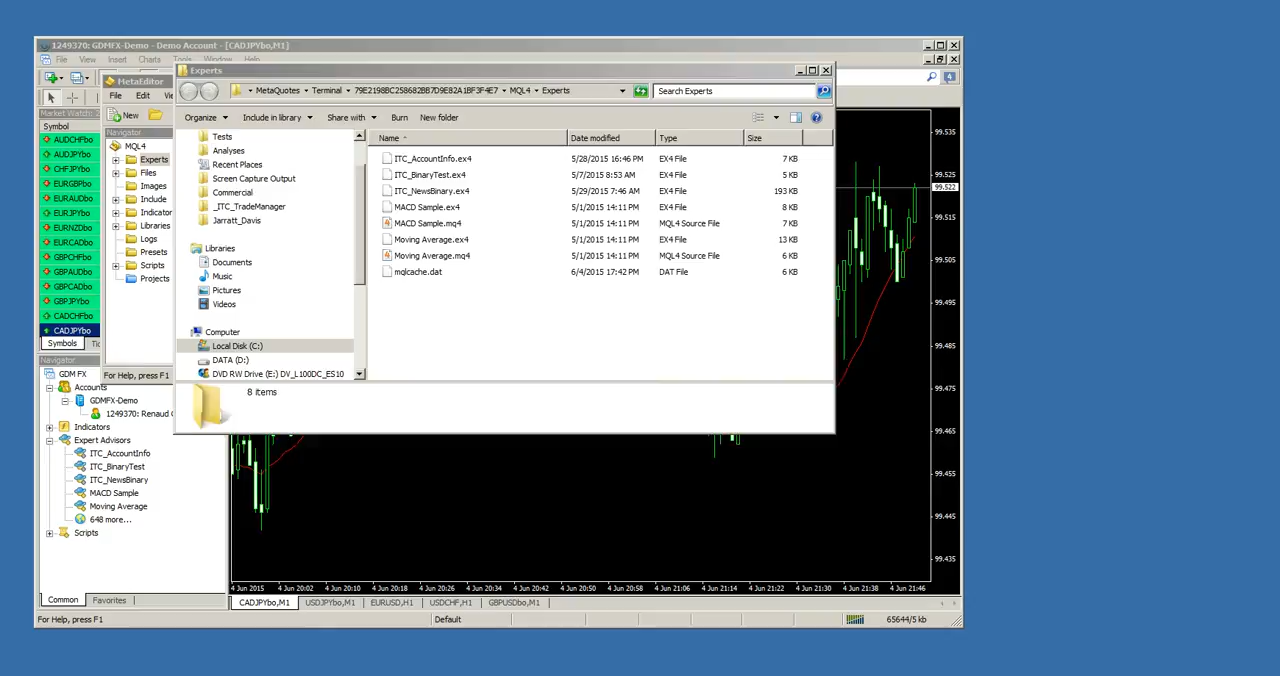 1249370: GDMFX-Demo - Demo Account - [CADJPYbo,M1]
File View Insert Charts Tools Window Help
Market Watch:
Symbol
AUDCHFbo
AUDJPYbo
CHFJPYbo
EURGBPbo
EURAUDbo
EURJPYbo
EURNZDbo
EURCADbo
GBPCHFbo
GBPAUDbo
GBPCADbo
GBPJPYbo
CADCHFbo
CADJPYbo
Symbols
Navigator
GDM FX
Accounts
GDMFX-Demo
1249370: Renaud
Indicators
Expert Advisors
ITC_AccountInfo
ITC_BinaryTest
ITC_NewsBinary
MACD Sample
Moving Average
648 more...
Scripts
Common Favorites
MetaEditor
File Edit
New
Navigator
MQL4
Experts
Files
Images
Include
Indicator
Libraries
Logs
Presets
Scripts
Projects
For Help, press F1
Experts
MetaQuotes Terminal 79E2198BC258682BB7D9E82A1BF3F4E7 MQL4 Experts
Search Experts
Organize Include in library Share with Burn New folder
Tests
Analyses
Recent Places
Screen Capture Output
Commercial
_ITC_TradeManager
Jarratt_Davis
Libraries
Documents
Music
Pictures
Videos
Computer
Local Disk (C:)
DATA (D:)
DVD RW Drive (E:) DV_L100DC_ES10
Name Date modified Type Size
ITC_AccountInfo.ex4 5/28/2015 16:46 PM EX4 File 7 KB
ITC_BinaryTest.ex4 5/7/2015 8:53 AM EX4 File 5 KB
ITC_NewsBinary.ex4 5/29/2015 7:46 AM EX4 File 193 KB
MACD Sample.ex4 5/1/2015 14:11 PM EX4 File 8 KB
MACD Sample.mq4 5/1/2015 14:11 PM MQL4 Source File 7 KB
Moving Average.ex4 5/1/2015 14:11 PM EX4 File 13 KB
Moving Average.mq4 5/1/2015 14:11 PM MQL4 Source File 6 KB
mqlcache.dat 6/4/2015 17:42 PM DAT File 6 KB
8 items
99.535
99.525
99.522
99.515
99.505
99.495
99.485
99.475
99.465
99.455
99.445
99.435
4 Jun 2015 4 Jun 20:02 4 Jun 20:10 4 Jun 20:18 4 Jun 20:26 4 Jun 20:34 4 Jun 20:42 4 Jun 20:50 4 Jun 20:58 4 Jun 21:06 4 Jun 21:14 4 Jun 21:22 4 Jun 21:30 4 Jun 21:38 4 Jun 21:46
CADJPYbo,M1 USDJPYbo,M1 EURUSD,H1 USDCHF,H1 GBPUSDbo,M1
For Help, press F1 Default 65644/5 kb